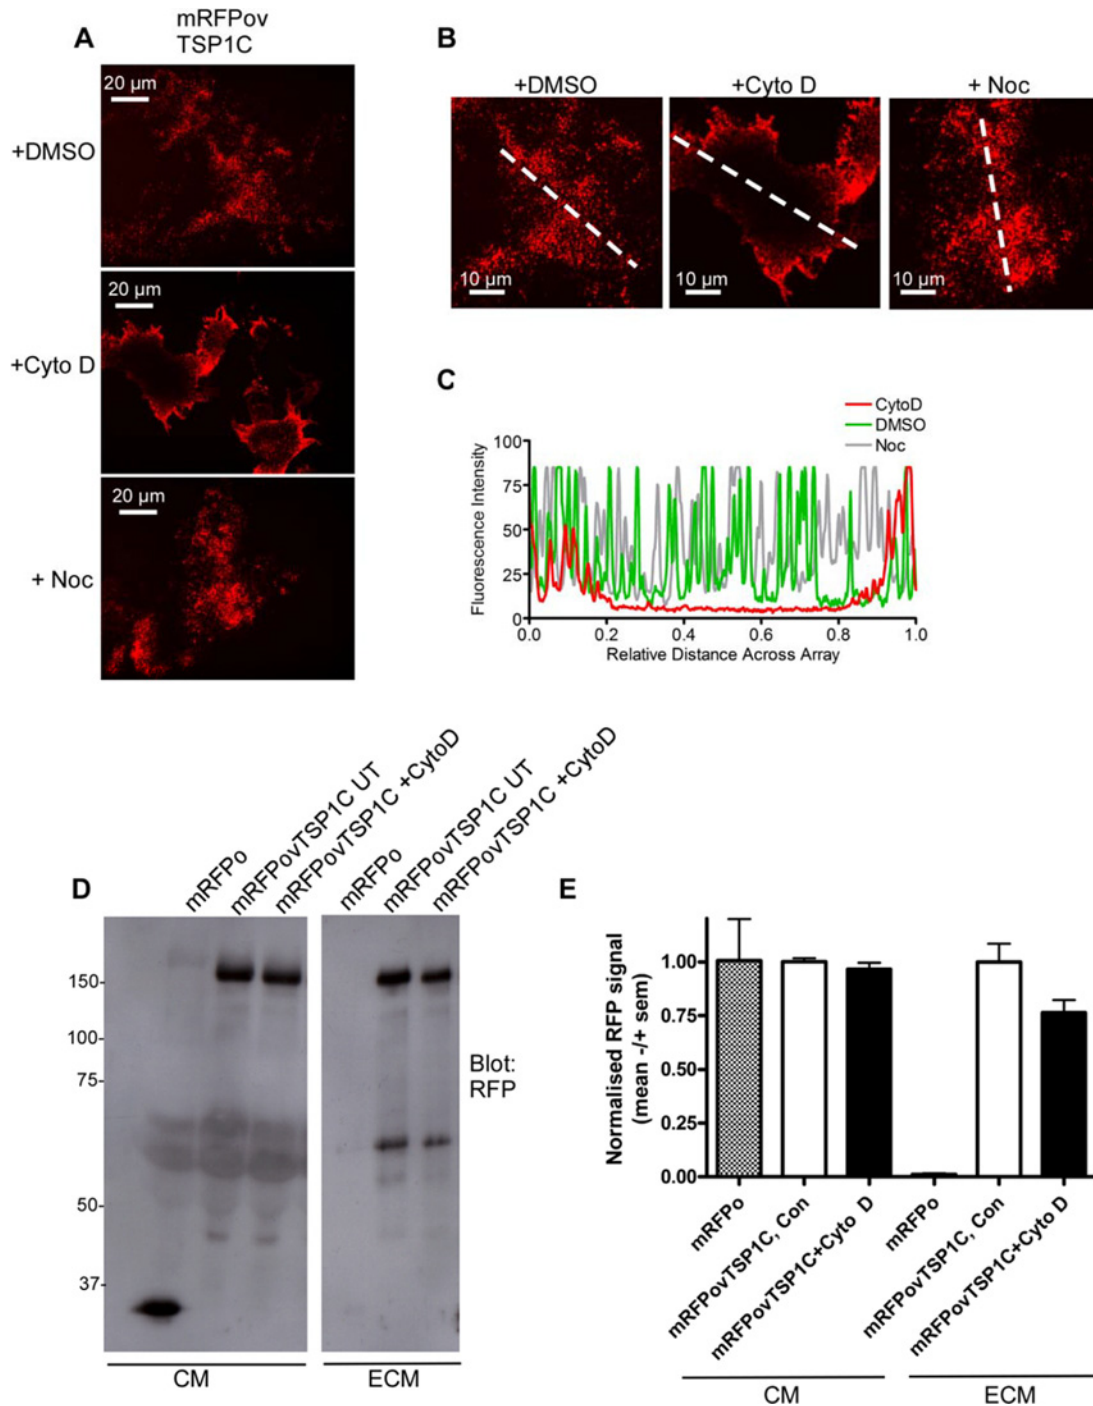 A
mRFPov
TSP1C
20 µm
+DMSO
20 µm
+Cyto D
20 µm
+ Noc
B
+DMSO
+Cyto D
+ Noc
10 µm
10 µm
10 µm
C
CytoD
DMSO
Noc
Fluorescence Intensity
100
75
50
25
0
0.0
0.2
0.4
0.6
0.8
1.0
Relative Distance Across Array
D
mRFPo
mRFPovTSP1C UT
mRFPovTSP1C +CytoD
mRFPo
mRFPovTSP1C UT
mRFPovTSP1C +CytoD
150-
100-
75-
50-
37-
Blot:
RFP
CM
ECM
E
Normalised RFP signal
(mean -/+ sem)
1.00
0.75
0.50
0.25
0.00
mRFPo
mRFPovTSP1C, Con
mRFPovTSP1C+Cyto D
mRFPo
mRFPovTSP1C, Con
mRFPovTSP1C+Cyto D
CM
ECM